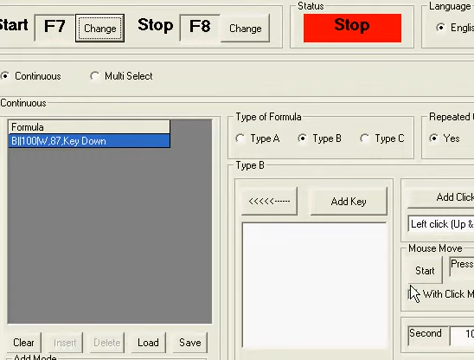 Start F7 Change Stop F8 Change
Status
Stop
Language
Continuous Multi Select
Continuous
Formula
B||100|W,87,Key Down
Type of Formula
Type A Type B Type C
Repeated
Yes
Type B
<<<<<------ Add Key
Add Click
Left click (Up &
Mouse Move
Start
Press
With Click
Second 10
Clear Insert Delete Load Save
Add Mode